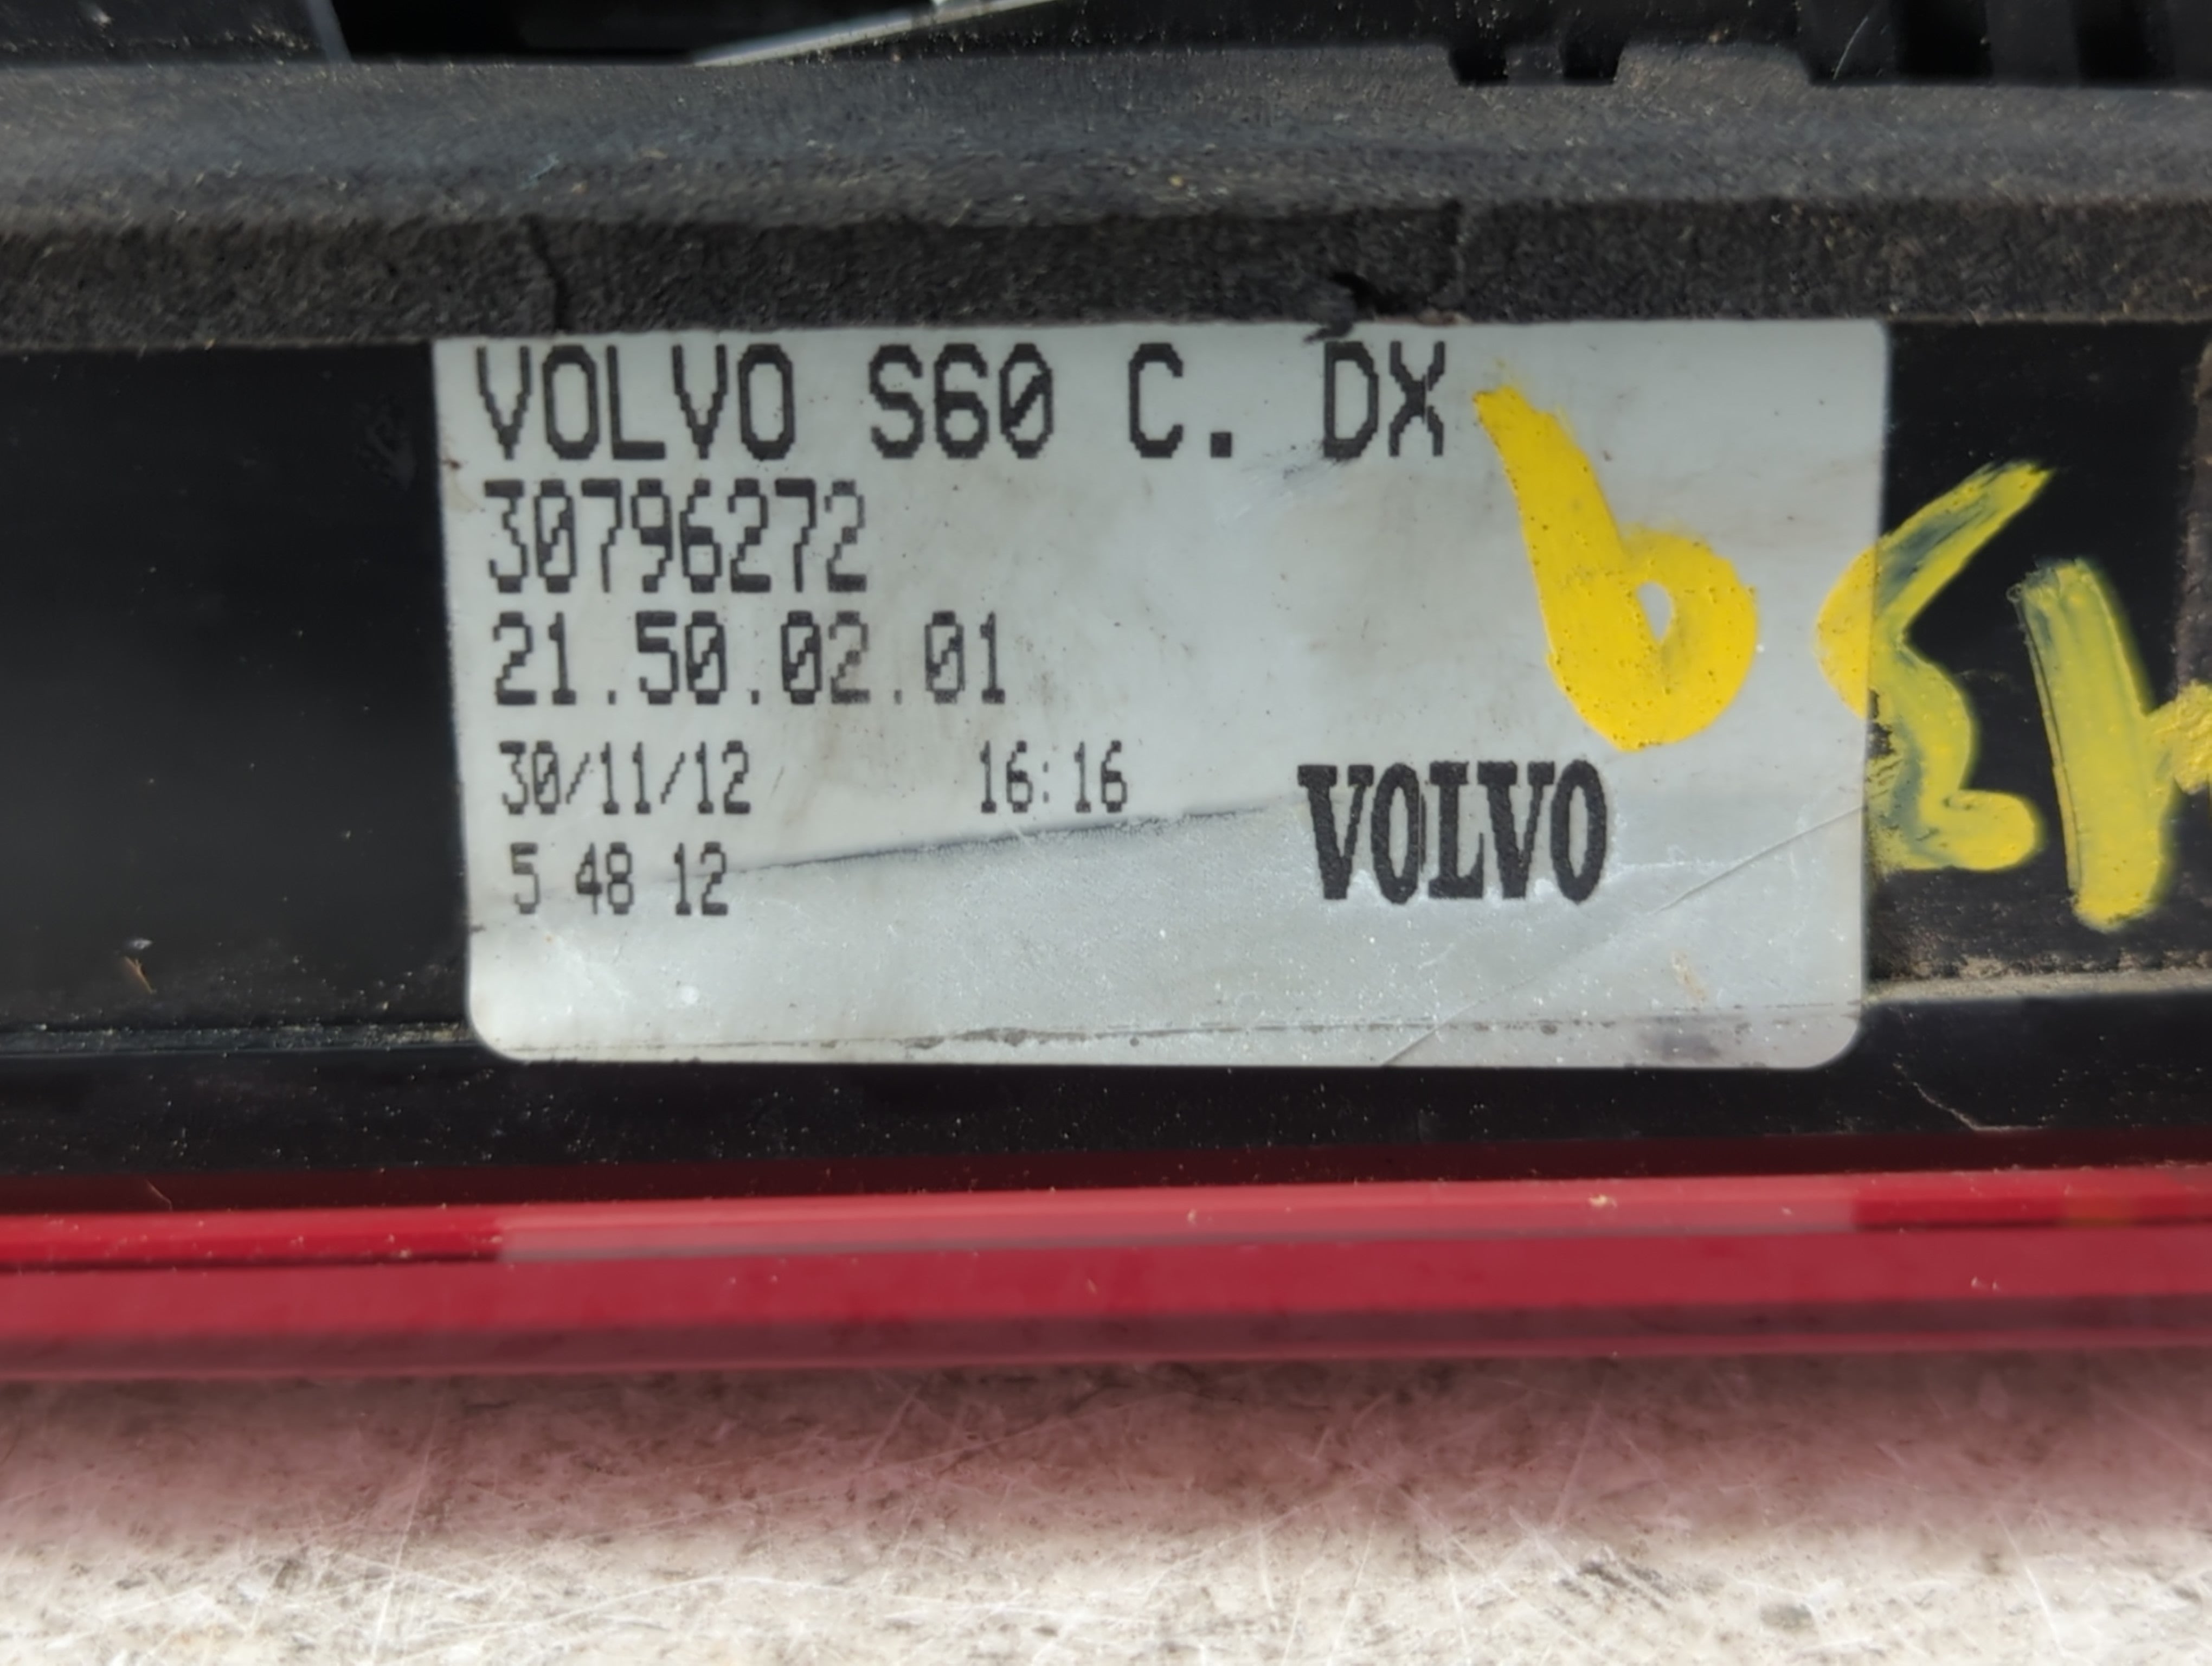 VOLVO S60 C. DX
30796272
21.50.02.01
30/11/12 16:16
5 48 12
VOLVO